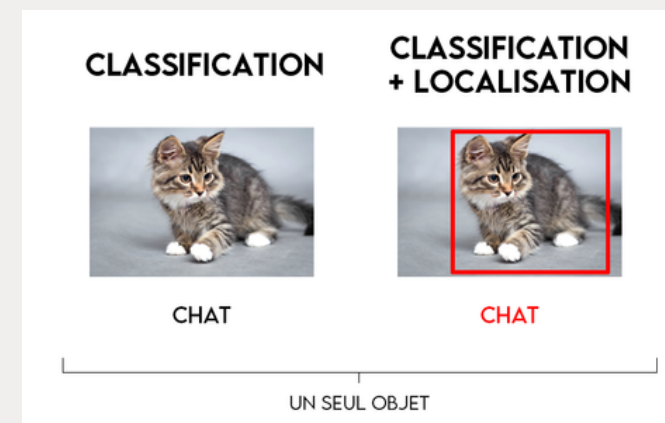 CLASSIFICATION
CLASSIFICATION
+ LOCALISATION
CHAT
CHAT
UN SEUL OBJET